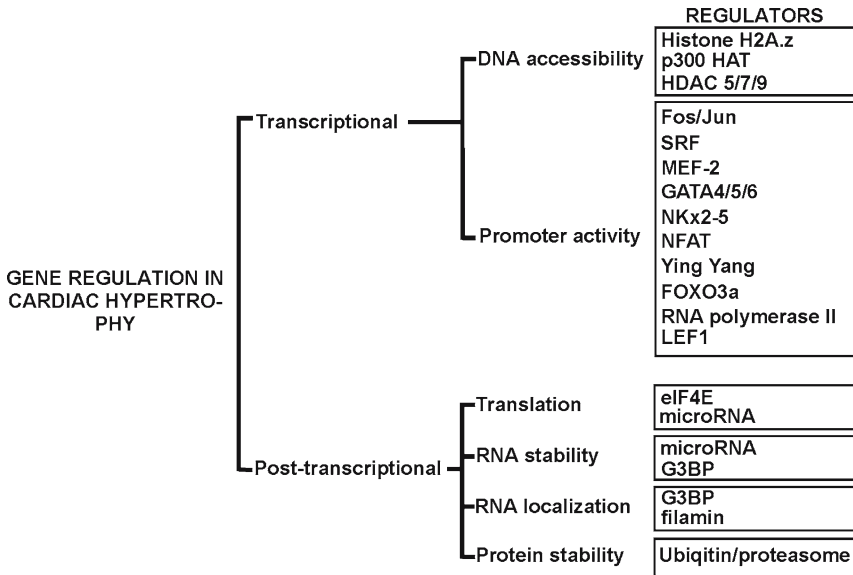 REGULATORS
DNA accessibility
Histone H2A.z
p300 HAT
HDAC 5/7/9
Transcriptional
Fos/Jun
SRF
MEF-2
GATA4/5/6
NKx2-5
Promoter activity
NFAT
Ying Yang
FOXO3a
RNA polymerase II
LEF1
GENE REGULATION IN
CARDIAC HYPERTRO-
PHY
Translation
eIF4E
microRNA
Post-transcriptional
RNA stability
microRNA
G3BP
RNA localization
G3BP
filamin
Protein stability
Ubiqitin/proteasome